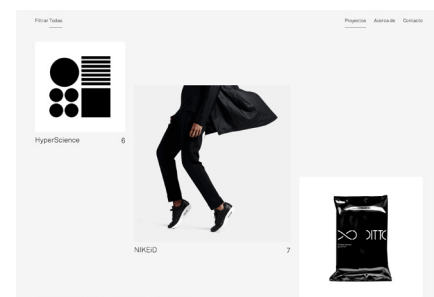 Filtrar Todas
Proyectos Acerca de Contacto
HyperScience 6
NIKEiD 7
DITTO